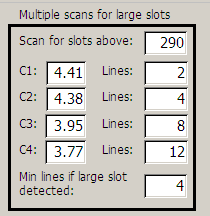 Multiple scans for large slots
Scan for slots above: 290
C1: 4.41 Lines: 2
C2: 4.38 Lines: 4
C3: 3.95 Lines: 8
C4: 3.77 Lines: 12
Min lines if large slot
detected: 4